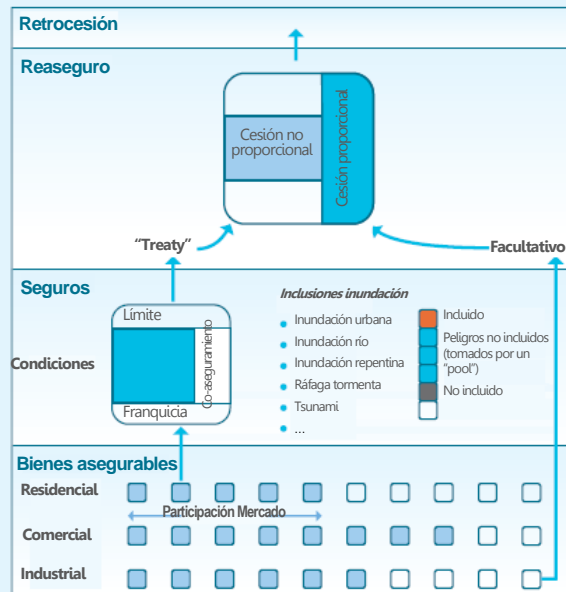 Retrocesión
Reaseguro
Cesión no
proporcional
Cesión proporcional
“Treaty”
Facultativo
Seguros
Condiciones
Límite
Co-aseguramiento
Franquicia
Inclusiones inundación
Inundación urbana
Inundación río
Inundación repentina
Ráfaga tormenta
Tsunami
...
Incluido
Peligros no incluidos
(tomados por un
“pool”)
No incluido
Bienes asegurables
Residencial
Participación Mercado
Comercial
Industrial